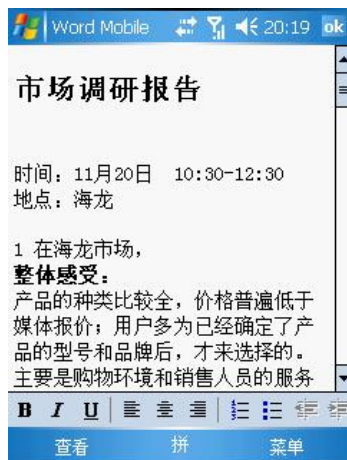 Word Mobile 20:19 ok
市场调研报告
时间：11月20日 10:30-12:30
地点：海龙
1 在海龙市场，
整体感受：
产品的种类比较全，价格普遍低于
媒体报价；用户多为已经确定了产
品的型号和品牌后，才来选择的。
主要是购物环境和销售人员的服务
B I U
查看 拼 菜单